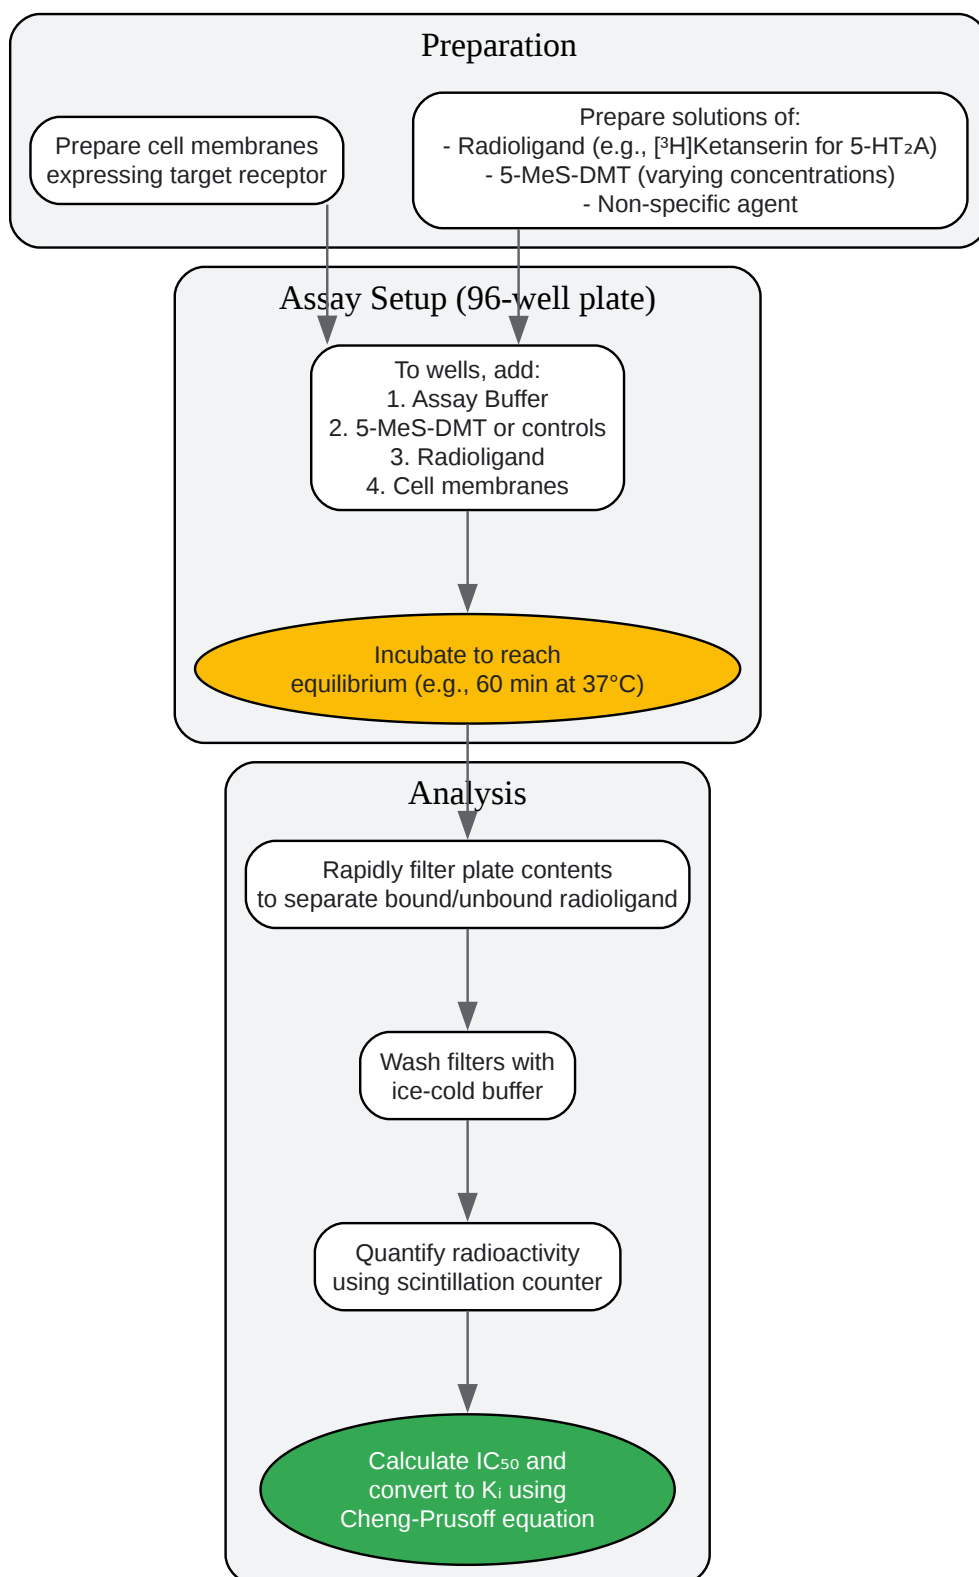 Preparation
Prepare cell membranes
expressing target receptor
Prepare solutions of:
- Radioligand (e.g., [³H]Ketanserin for 5-HT₂A)
- 5-MeS-DMT (varying concentrations)
- Non-specific agent
Assay Setup (96-well plate)
To wells, add:
1. Assay Buffer
2. 5-MeS-DMT or controls
3. Radioligand
4. Cell membranes
Incubate to reach
equilibrium (e.g., 60 min at 37°C)
Analysis
Rapidly filter plate contents
to separate bound/unbound radioligand
Wash filters with
ice-cold buffer
Quantify radioactivity
using scintillation counter
Calculate IC₅₀ and
convert to Kᵢ using
Cheng-Prusoff equation